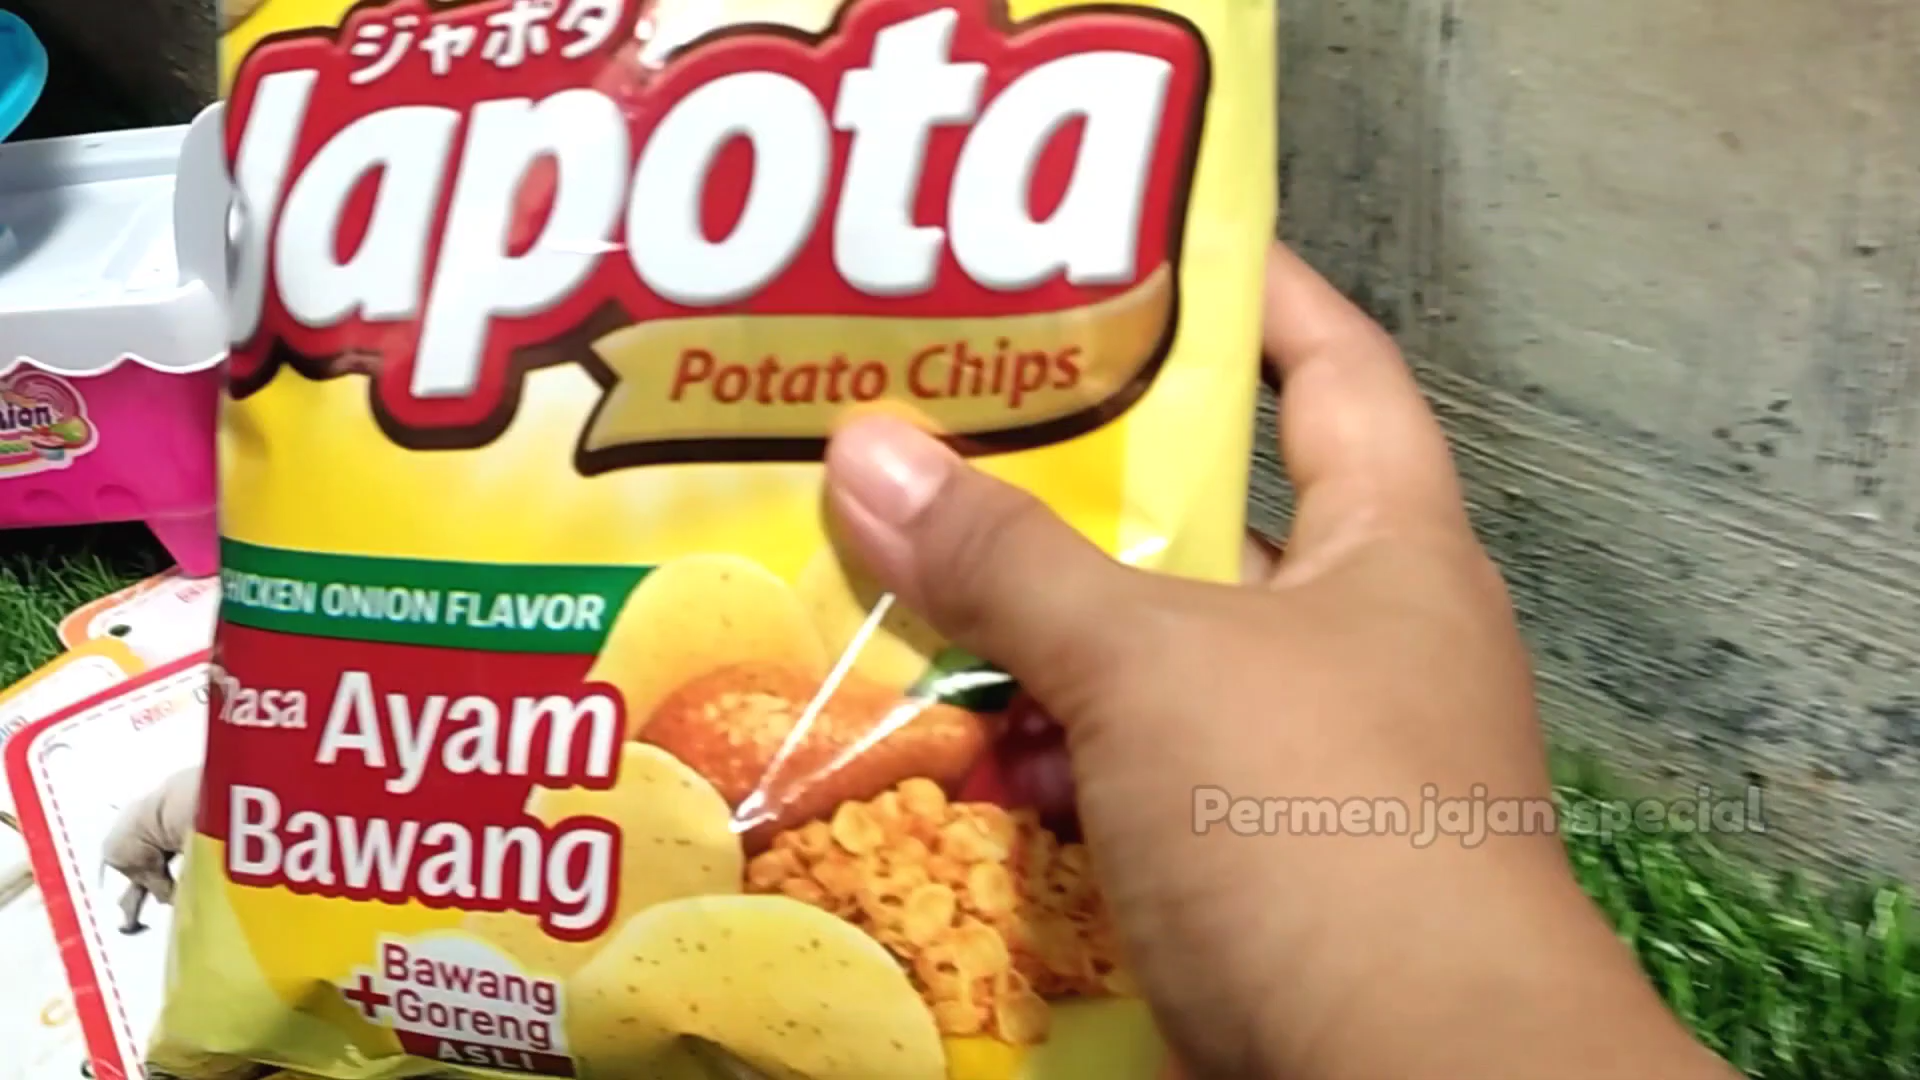 ジャポタ
Japota
Potato Chips
CHICKEN ONION FLAVOR
Rasa Ayam
Bawang
Bawang
+Goreng
ASLI
Permen jajan special